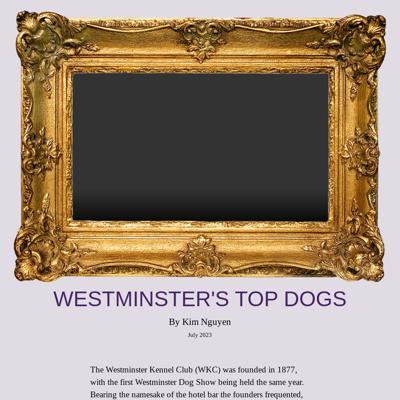 WESTMINSTER'S TOP DOGS
By Kim Nguyen
July 2023
The Westminster Kennel Club (WKC) was founded in 1877,
with the first Westminster Dog Show being held the same year.
Bearing the namesake of the hotel bar the founders frequented,